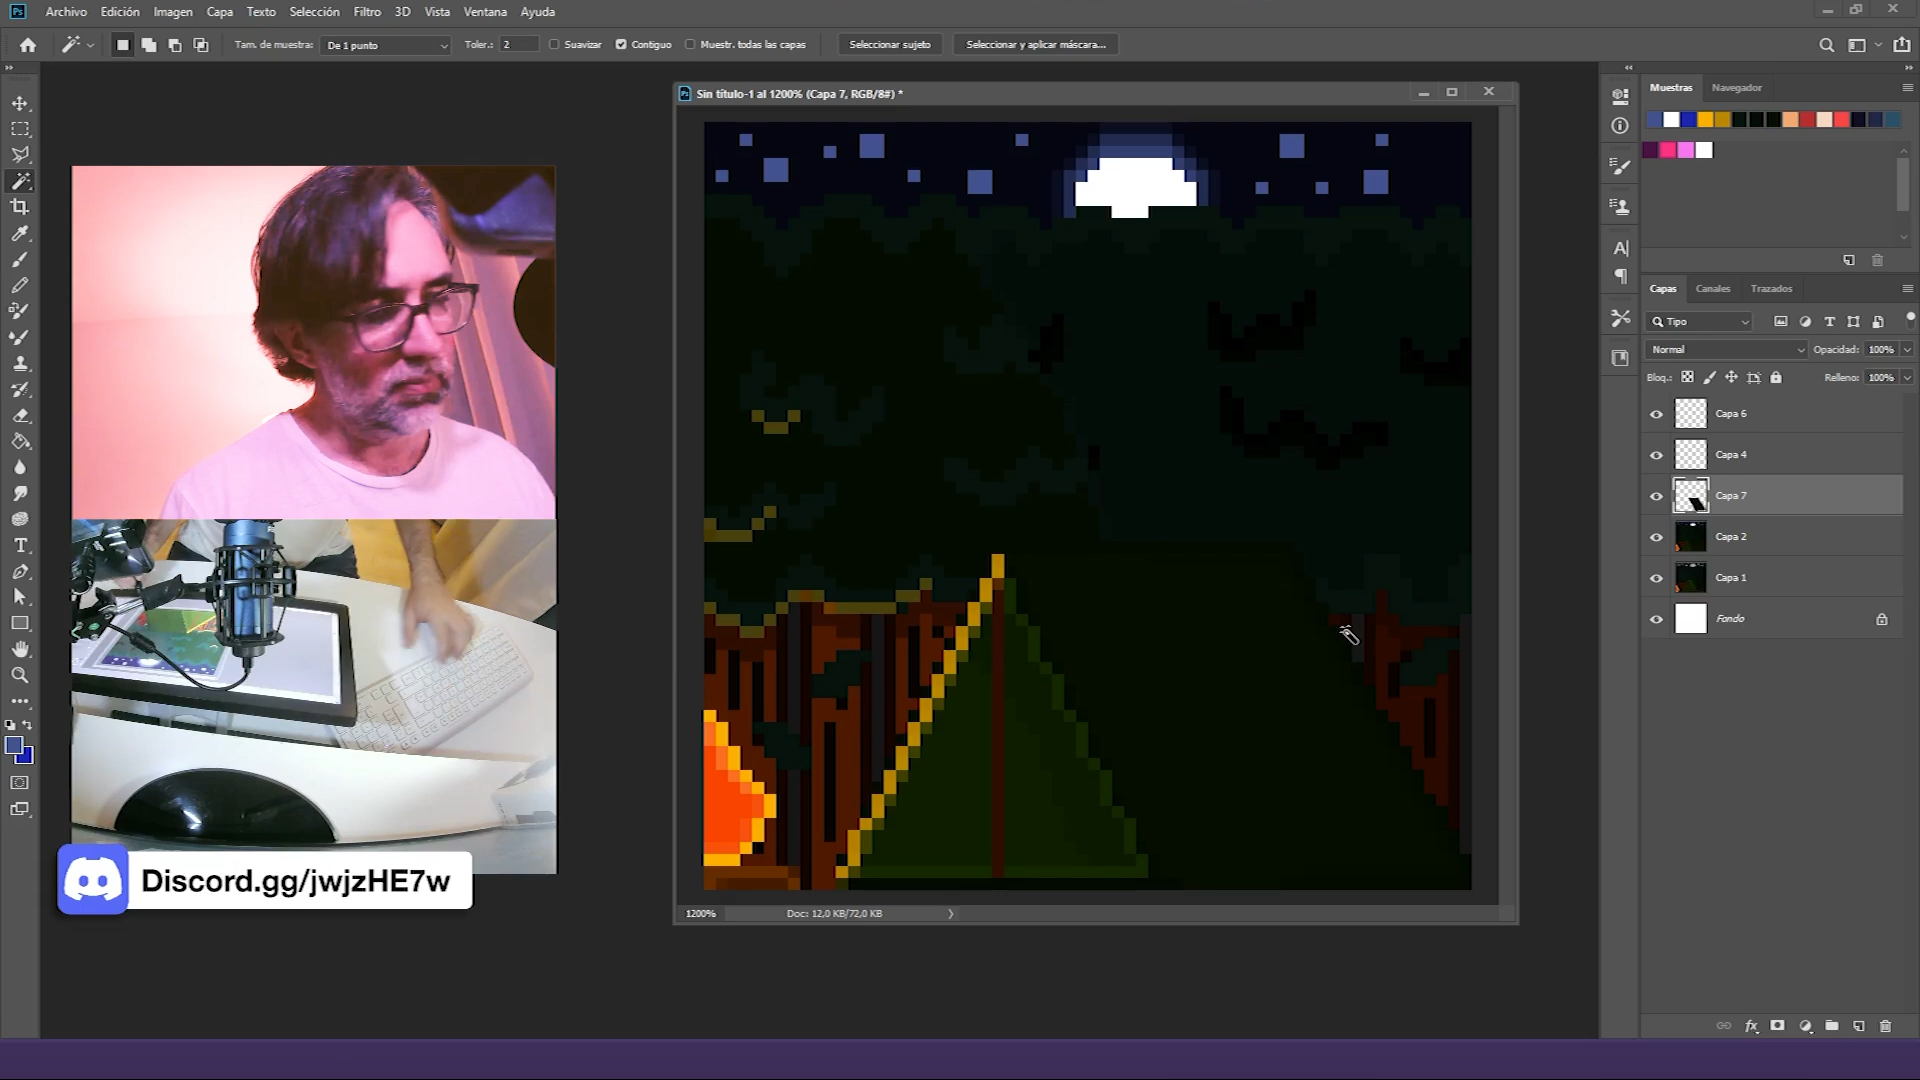 Ps Archivo Edición Imagen Capa Texto Selección Filtro 3D Vista Ventana Ayuda
Tam. de muestra: De 1 punto Toler.: 2 Suavizar Contiguo Muestr. todas las capas Seleccionar sujeto Seleccionar y aplicar máscara...
Sin título-1 al 1200% (Capa 7, RGB/8#) *
Muestras Navegador
Capas Canales Trazados
Tipo
Normal Opacidad: 100%
Bloq.: Relleno: 100%
Capa 6
Capa 4
Capa 7
Capa 2
Capa 1
Fondo
Discord.gg/jwjzHE7w
1200% Doc: 12,0 KB/72,0 KB